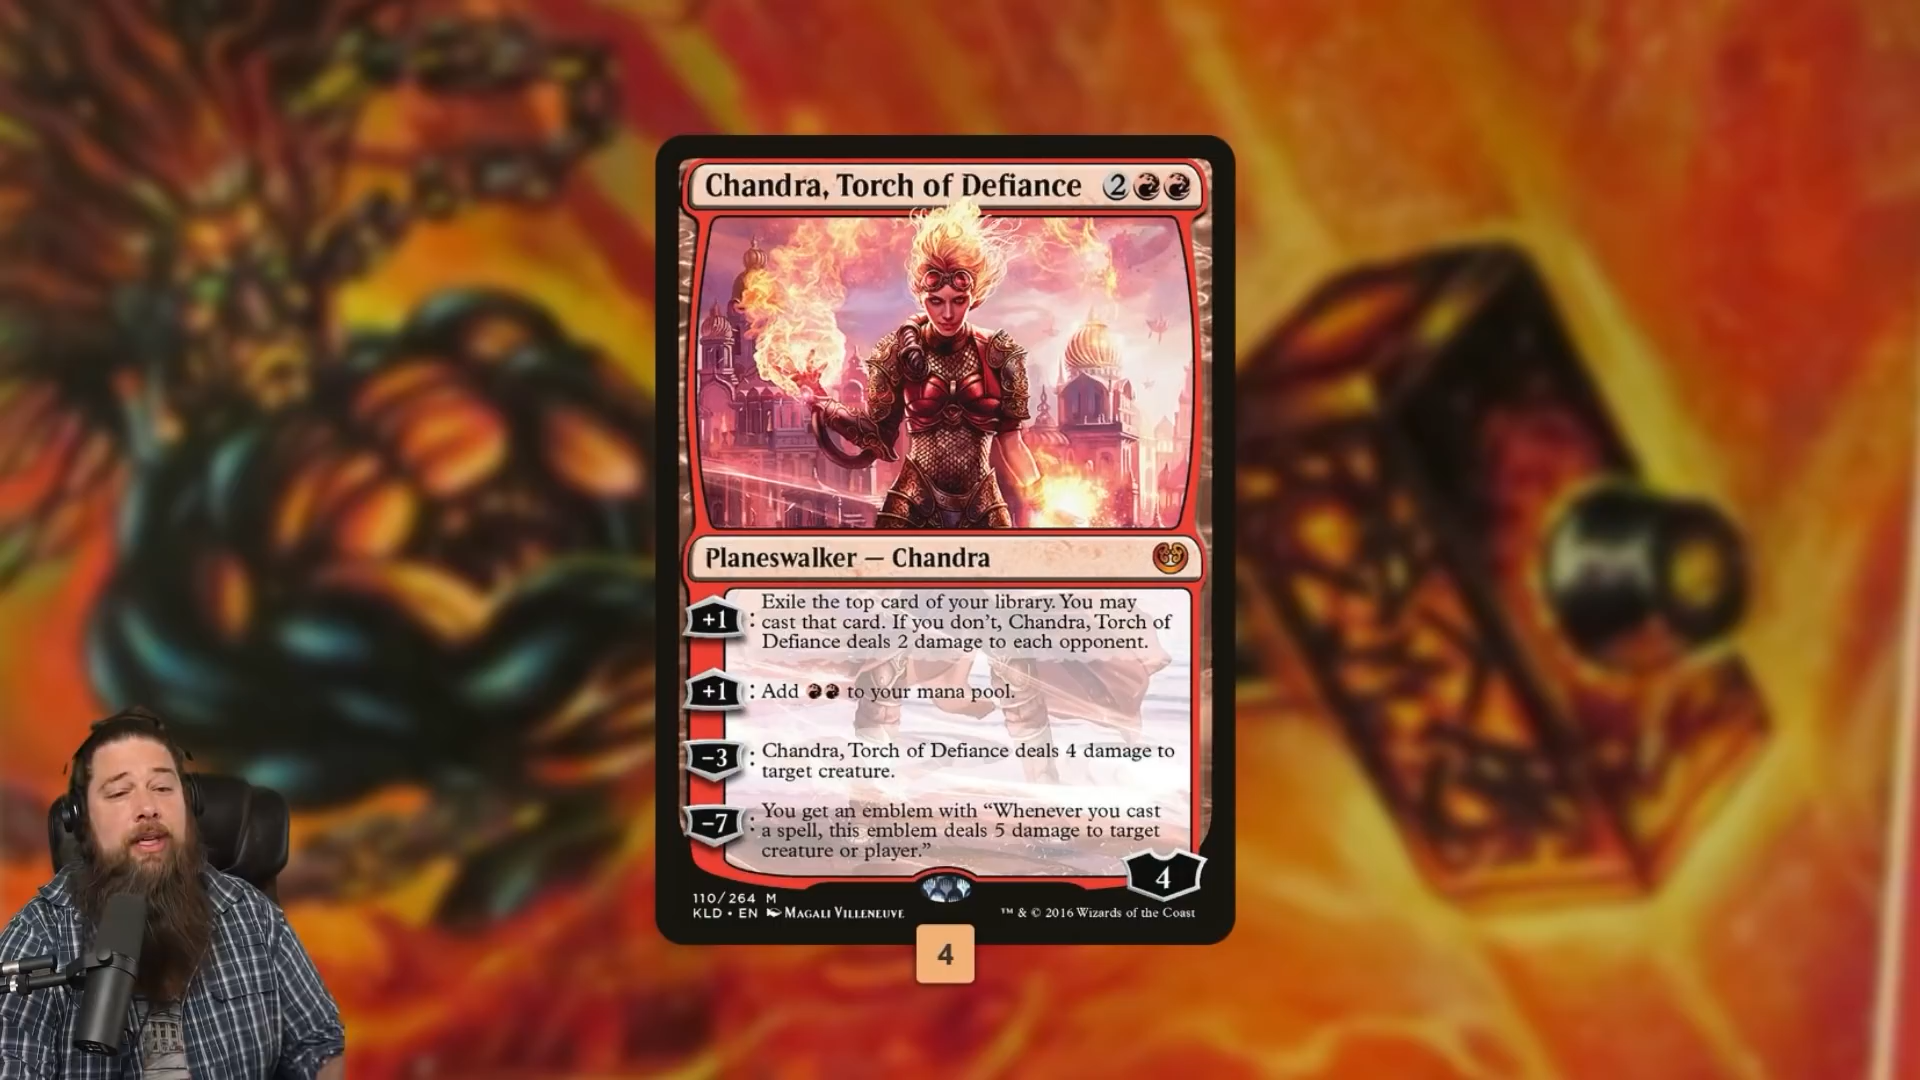 Chandra, Torch of Defiance 2
Planeswalker — Chandra
+1 : Exile the top card of your library. You may
cast that card. If you don't, Chandra, Torch of
Defiance deals 2 damage to each opponent.
+1 : Add to your mana pool.
−3 : Chandra, Torch of Defiance deals 4 damage to
target creature.
−7 : You get an emblem with “Whenever you cast
a spell, this emblem deals 5 damage to target
creature or player.”
4
110/264 M
KLD • EN Magali Villeneuve
™ & © 2016 Wizards of the Coast
4